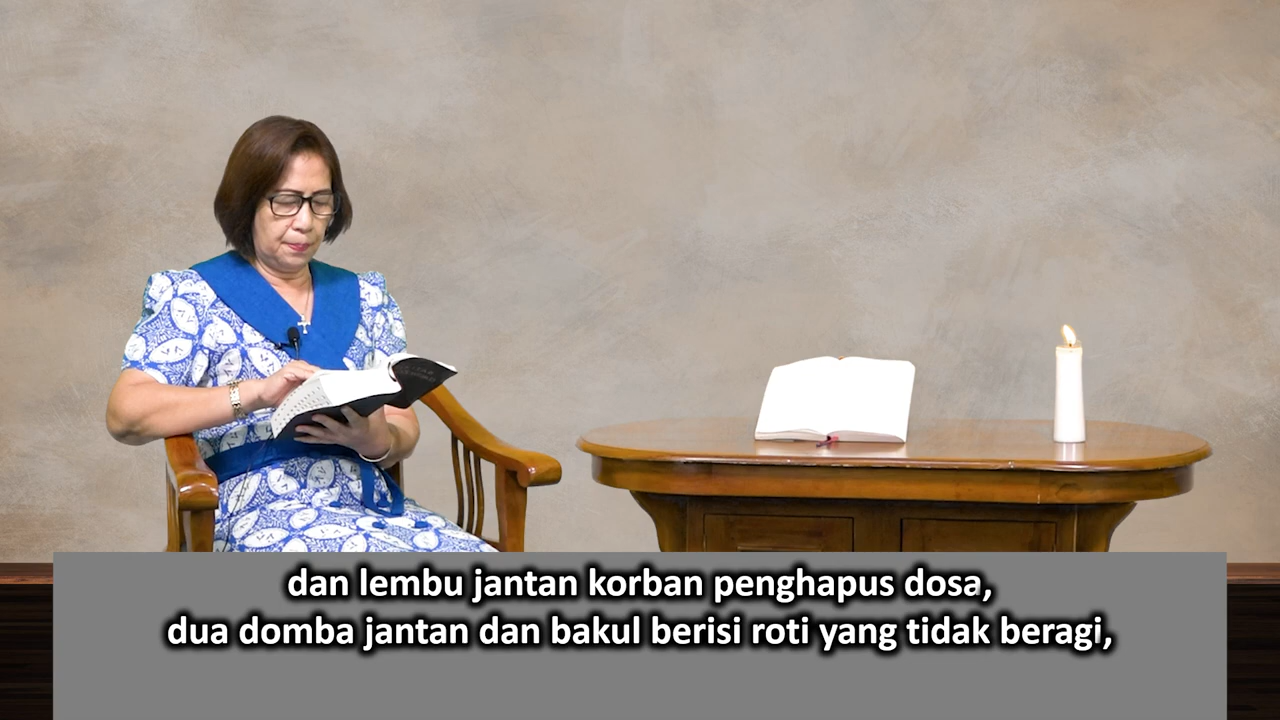 dan lembu jantan korban penghapus dosa,
dua domba jantan dan bakul berisi roti yang tidak beragi,